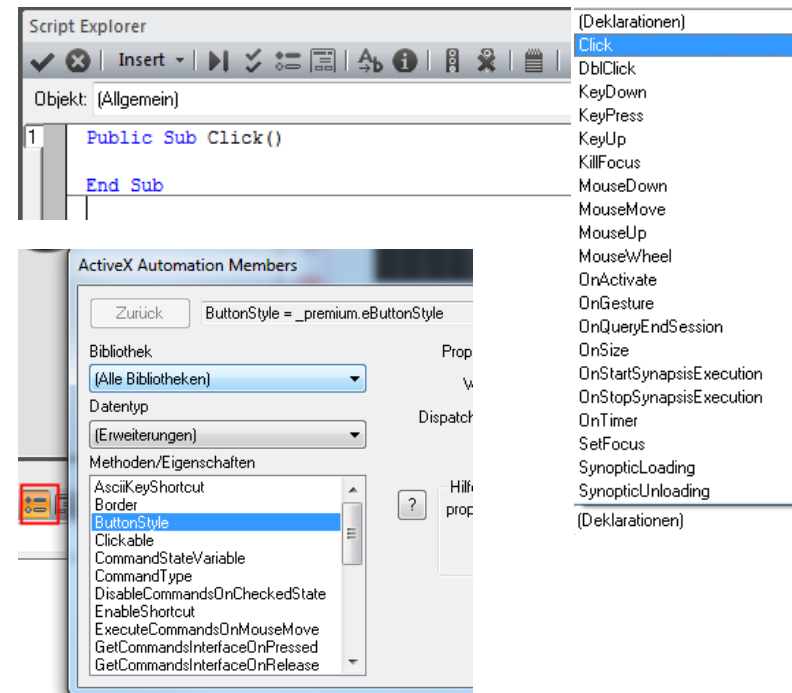 Script Explorer
Insert
Objekt: (Allgemein)
1
Public Sub Click()
End Sub
ActiveX Automation Members
Zurück
ButtonStyle = _premium.eButtonStyle
Bibliothek
(Alle Bibliotheken)
Datentyp
(Erweiterungen)
Methoden/Eigenschaften
AsciiKeyShortcut
Border
ButtonStyle
Clickable
CommandStateVariable
CommandType
DisableCommandsOnCheckedState
EnableShortcut
ExecuteCommandsOnMouseMove
GetCommandsInterfaceOnPressed
GetCommandsInterfaceOnRelease
Prop
Dispatch
?
Hilf
prop
(Deklarationen)
Click
DblClick
KeyDown
KeyPress
KeyUp
KillFocus
MouseDown
MouseMove
MouseUp
MouseWheel
OnActivate
OnGesture
OnQueryEndSession
OnSize
OnStartSynapsisExecution
OnStopSynapsisExecution
OnTimer
SetFocus
SynopticLoading
SynopticUnloading
(Deklarationen)